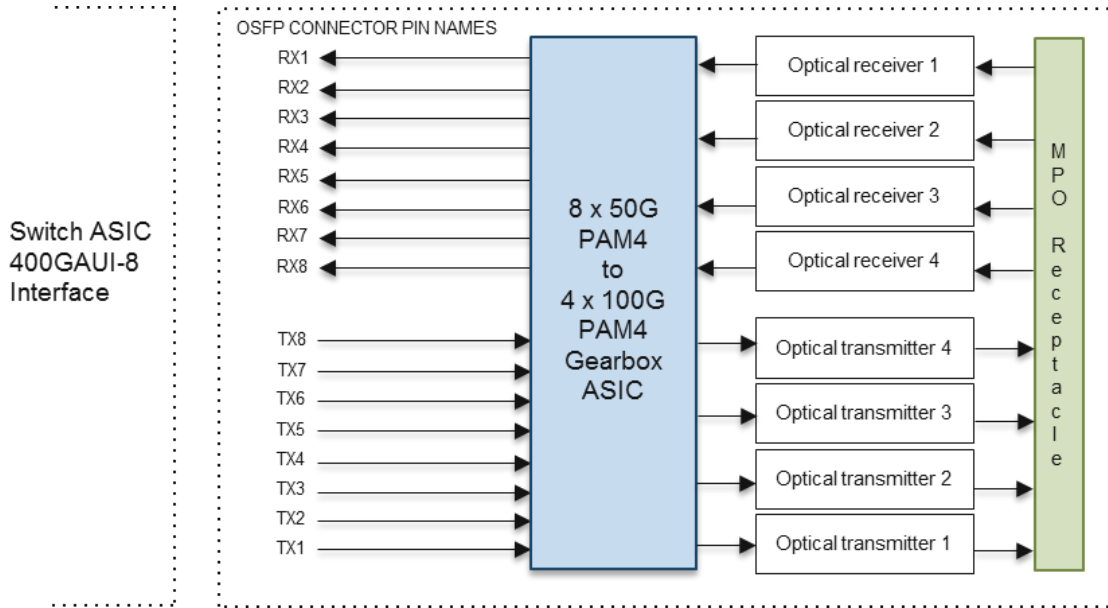 OSFP CONNECTOR PIN NAMES
RX1
RX2
RX3
RX4
RX5
RX6
RX7
RX8
TX8
TX7
TX6
TX5
TX4
TX3
TX2
TX1
Switch ASIC
400GAUI-8
Interface
8 x 50G
PAM4
to
4 x 100G
PAM4
Gearbox
ASIC
Optical receiver 1
Optical receiver 2
Optical receiver 3
Optical receiver 4
Optical transmitter 4
Optical transmitter 3
Optical transmitter 2
Optical transmitter 1
MPO Receptacle